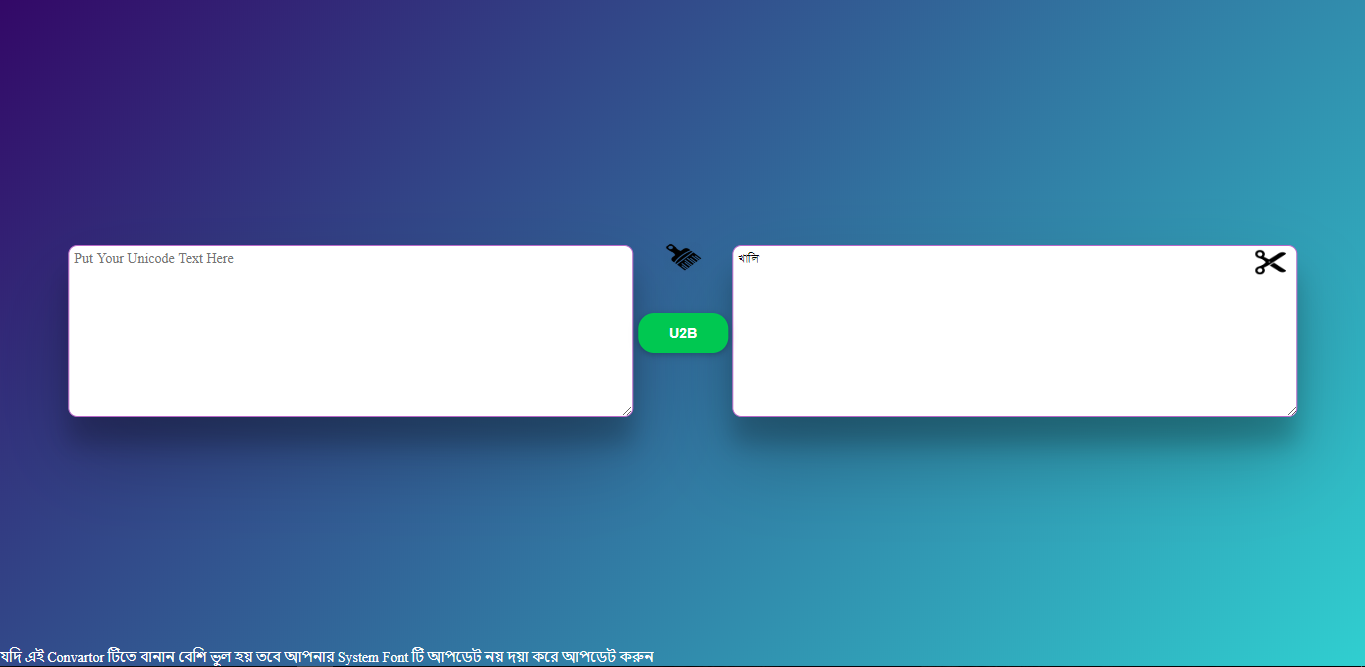 Put Your Unicode Text Here
খালি
U2B
যদি এই Convartor টিতে বানান বেশি ভুল হয় তবে আপনার System Font টি আপডেট নয় দয়া করে আপডেট করুন